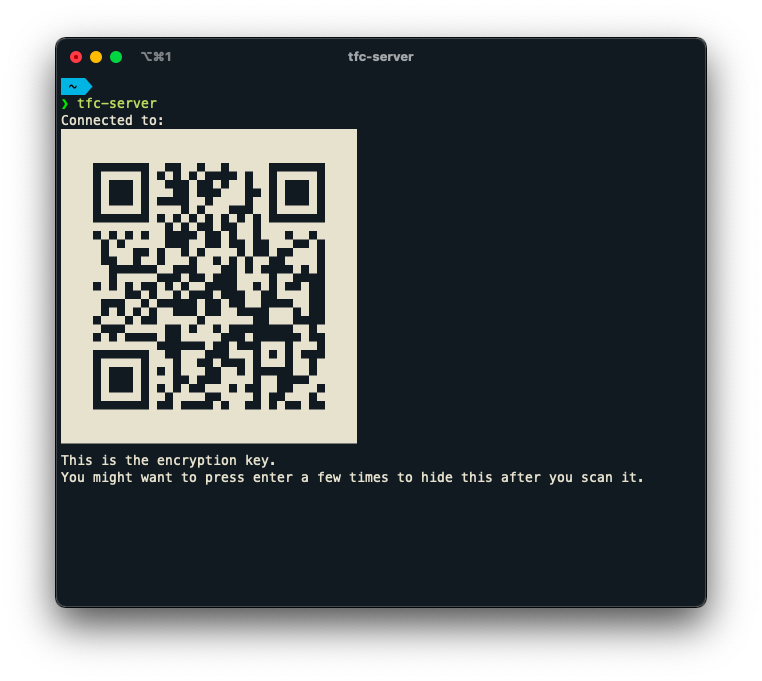 ⌥⌘1 tfc-server
~
❯ tfc-server
Connected to:
This is the encryption key.
You might want to press enter a few times to hide this after you scan it.